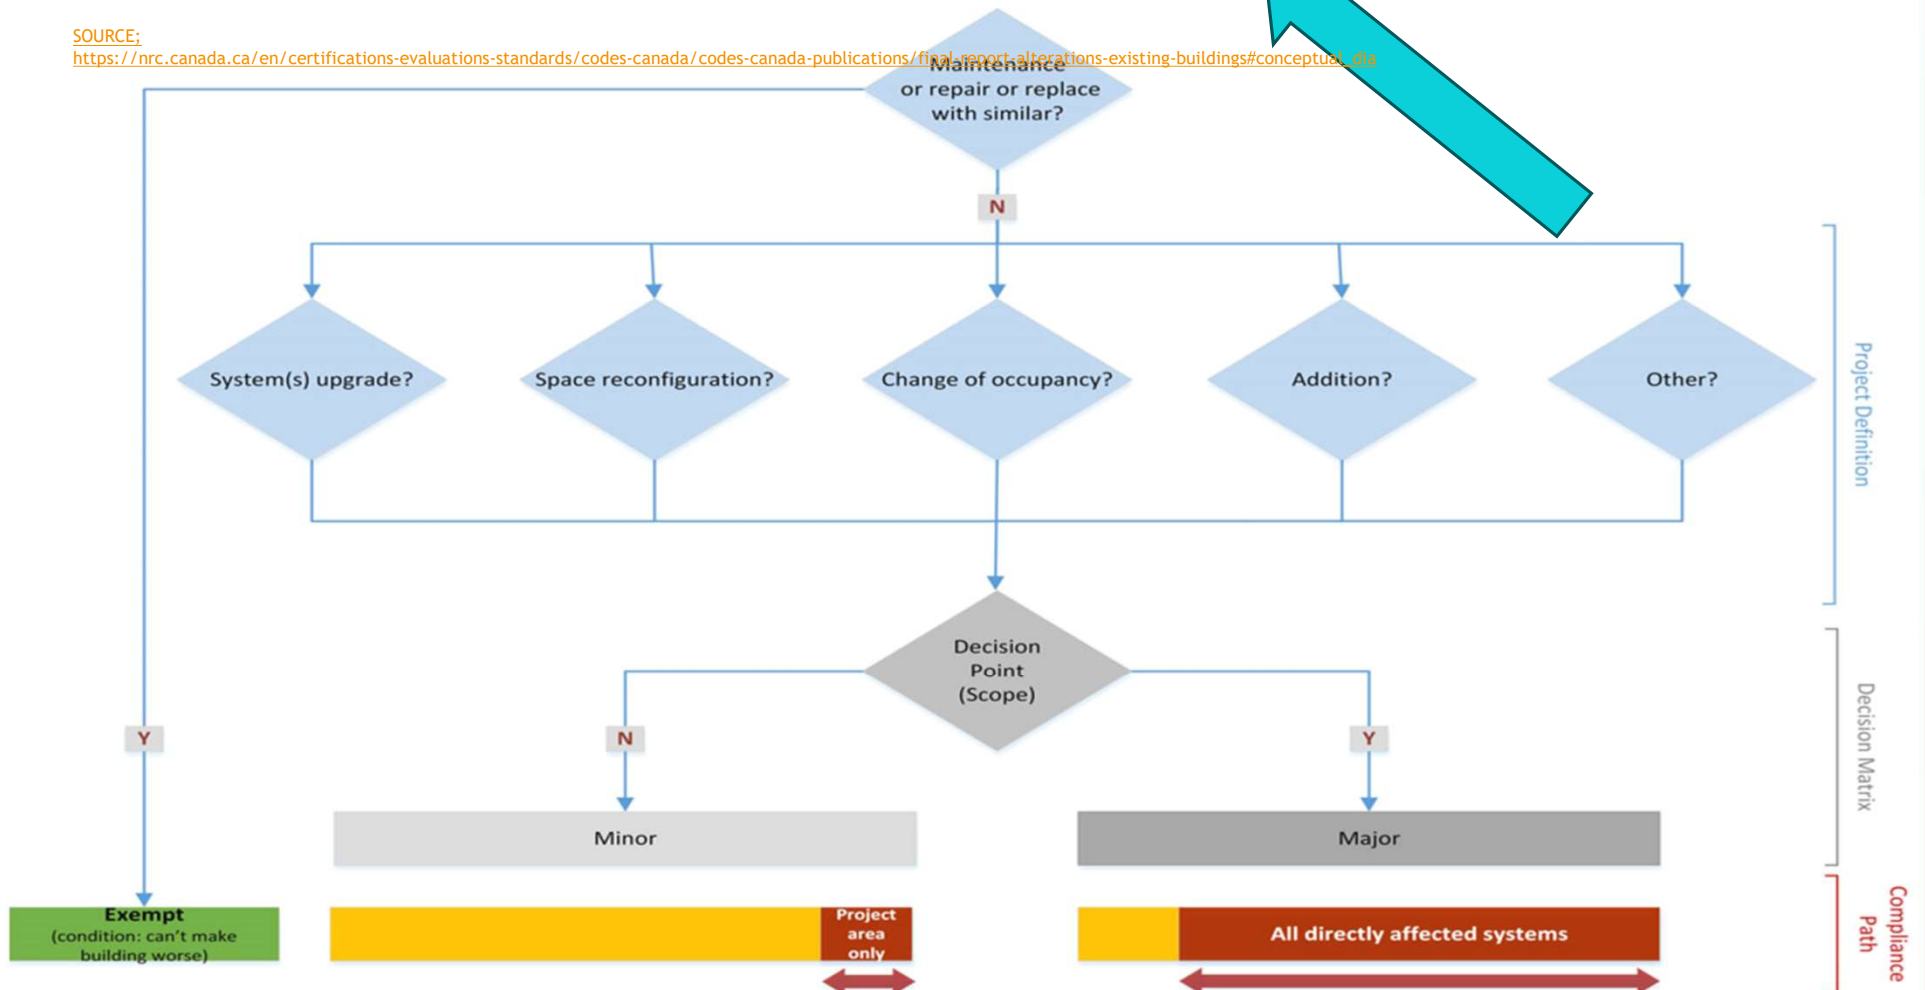 SOURCE;
https://nrc.canada.ca/en/certifications-evaluations-standards/codes-canada/codes-canada-publications/final-report-alterations-existing-buildings#conceptual_dia
Maintenance
or repair or replace
with similar?
N
System(s) upgrade?
Space reconfiguration?
Change of occupancy?
Addition?
Other?
Project Definition
Decision
Point
(Scope)
Y
N
Y
Decision Matrix
Minor
Major
Exempt
(condition: can't make
building worse)
Project
area
only
All directly affected systems
Compliance
Path